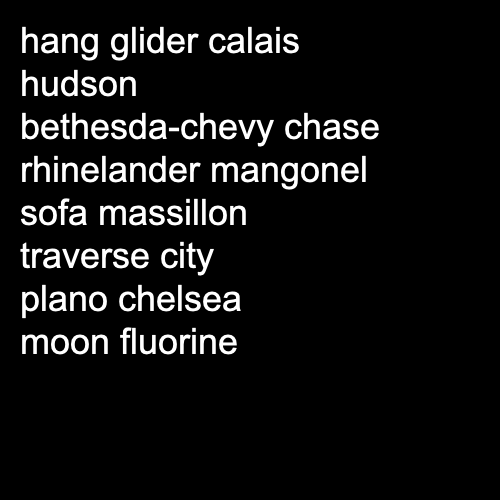 hang glider calais
hudson
bethesda-chevy chase
rhinelander mangonel
sofa massillon
traverse city
plano chelsea
moon fluorine